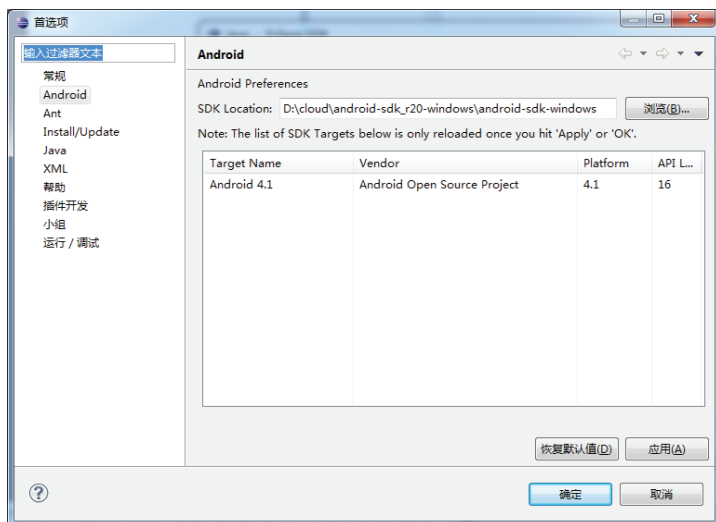 首选项
输入过滤器文本
常规
Android
Ant
Install/Update
Java
XML
帮助
插件开发
小组
运行 / 调试
Android
Android Preferences
SDK Location: D:\cloud\android-sdk_r20-windows\android-sdk-windows 浏览(B)...
Note: The list of SDK Targets below is only reloaded once you hit 'Apply' or 'OK'.
Target Name Vendor Platform API L...
Android 4.1 Android Open Source Project 4.1 16
恢复默认值(D) 应用(A)
确定 取消